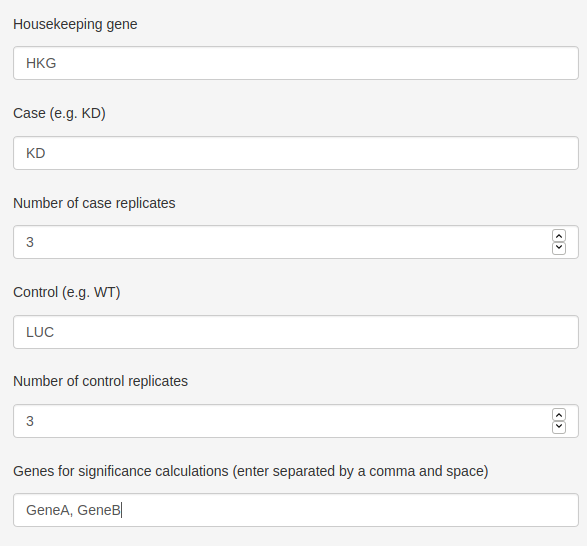 Housekeeping gene
HKG
Case (e.g. KD)
KD
Number of case replicates
3
Control (e.g. WT)
LUC
Number of control replicates
3
Genes for significance calculations (enter separated by a comma and space)
GeneA, GeneB